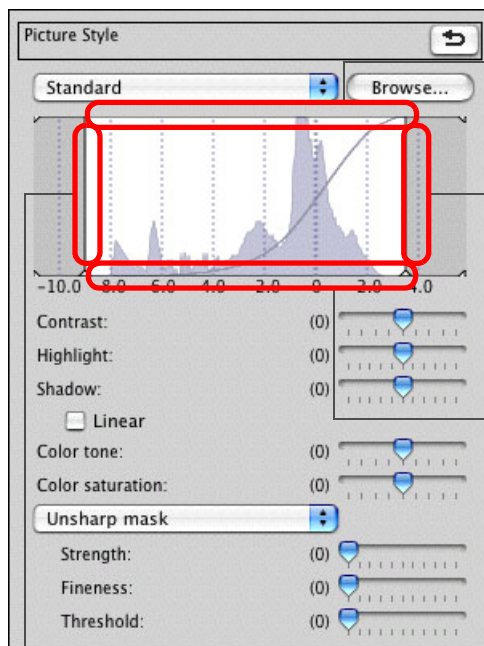 Picture Style
Standard Browse...
-10.0 -8.0 -6.0 -4.0 -2.0 0 2.0 4.0
Contrast: (0)
Highlight: (0)
Shadow: (0)
Linear
Color tone: (0)
Color saturation: (0)
Unsharp mask
Strength: (0)
Fineness: (0)
Threshold: (0)